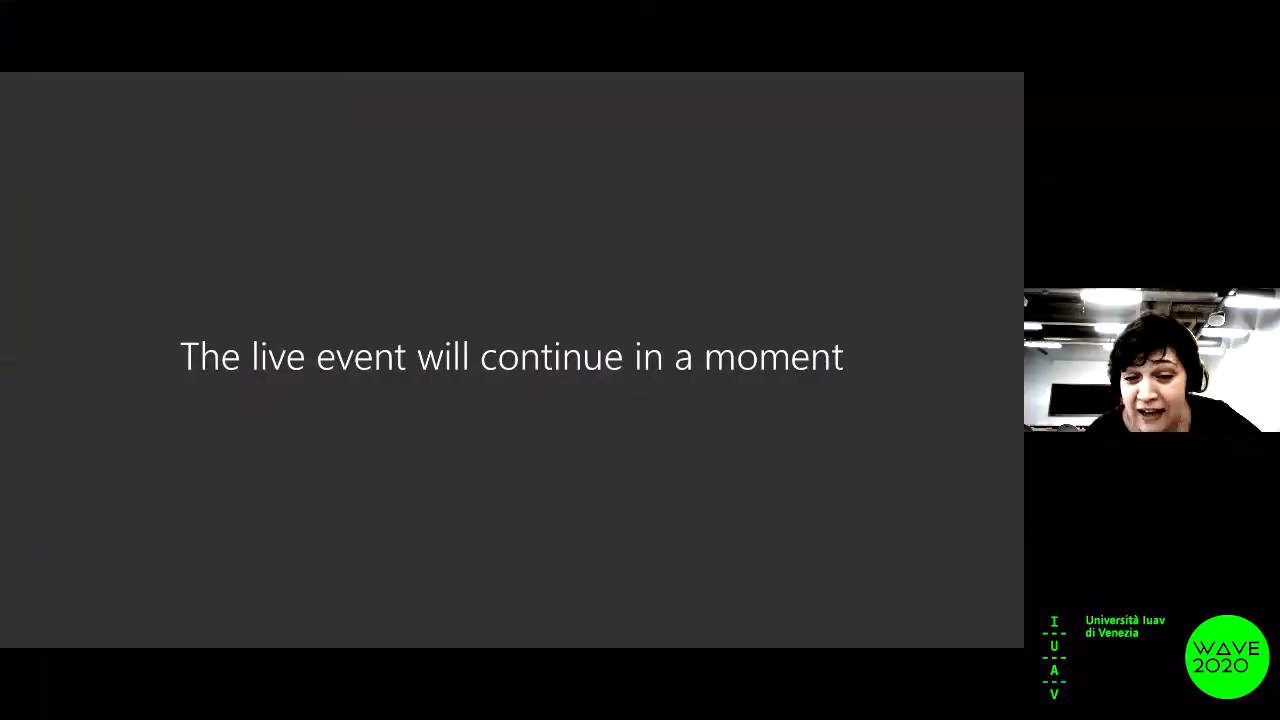 The live event will continue in a moment
I
U
A
V
Università Iuav
di Venezia
WAVE
2020